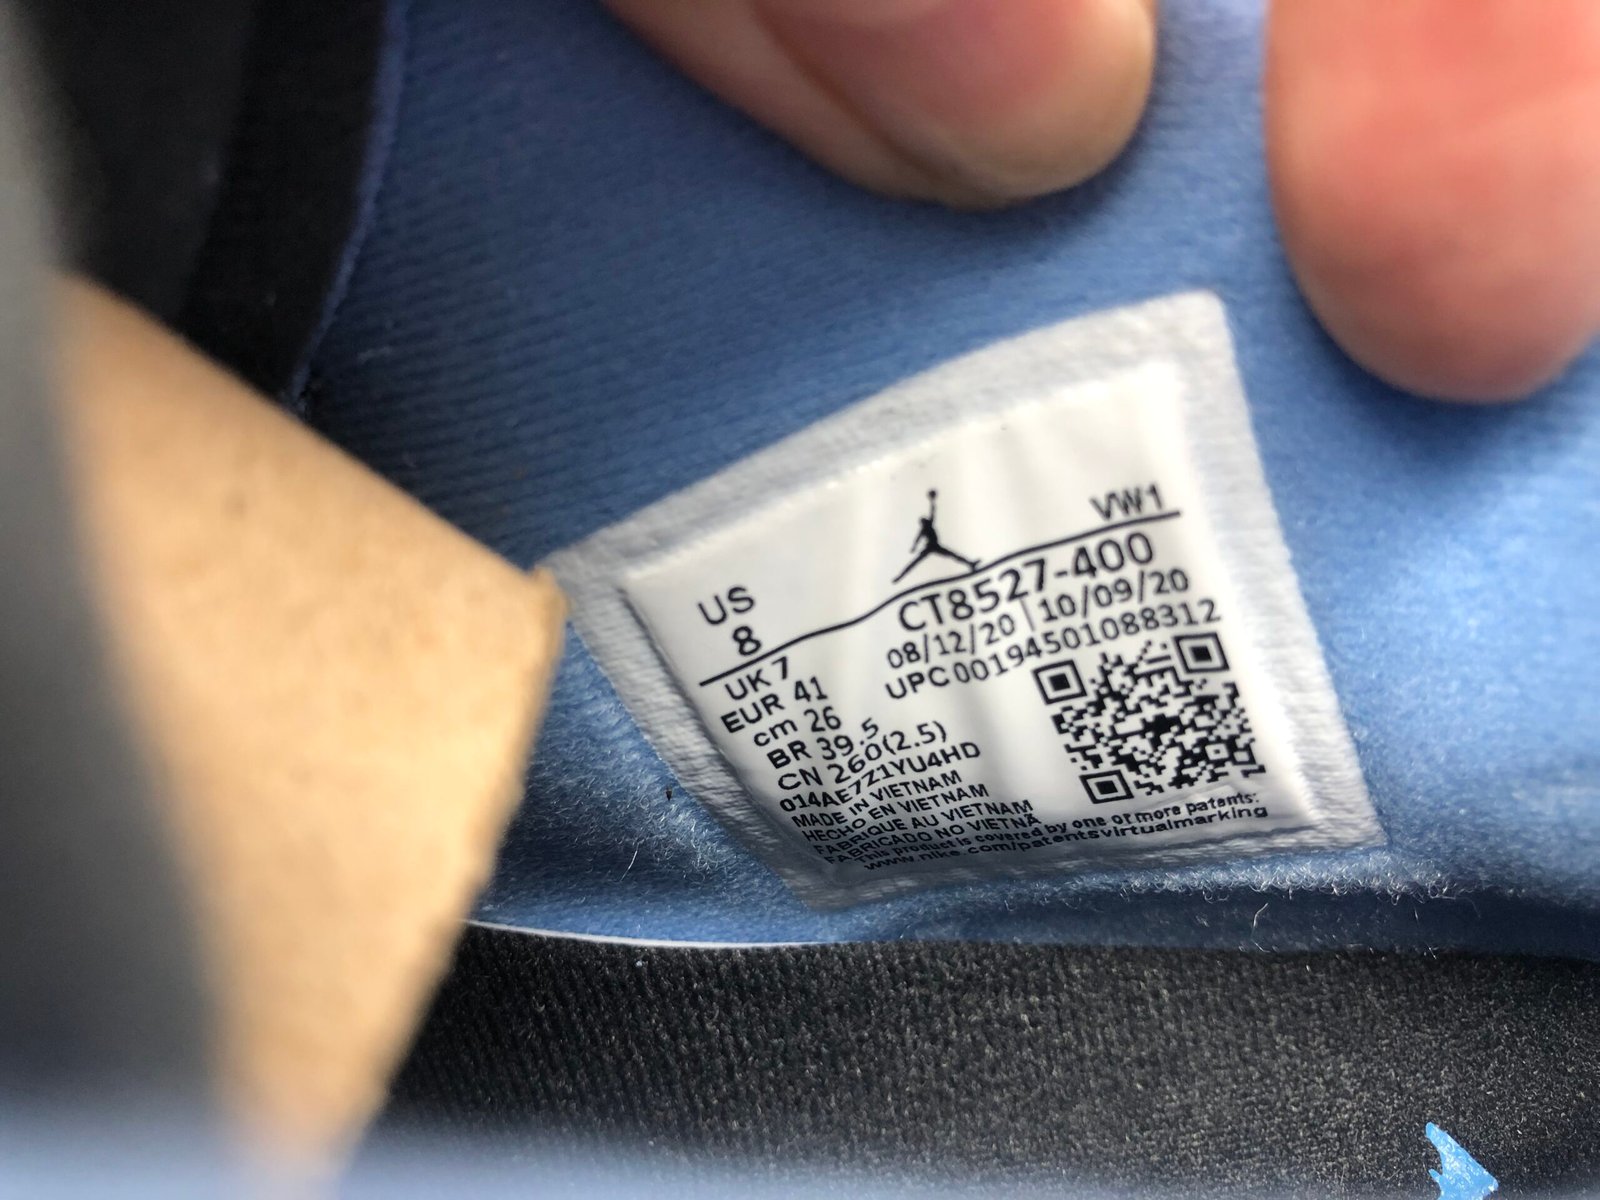 VW1
US
8
CT8527-400
08/12/20 | 10/09/20
UPC00194501088312
UK 7
EUR 41
cm 26
BR 39.5
CN 260(2.5)
014AE7Z1YU4HD
MADE IN VIETNAM
HECHO EN VIETNAM
FABRIQUE AU VIETNAM
FABRICADO NO VIETNÃ
This product is covered by one or more patents:
www.nike.com/patentsvirtualmarking